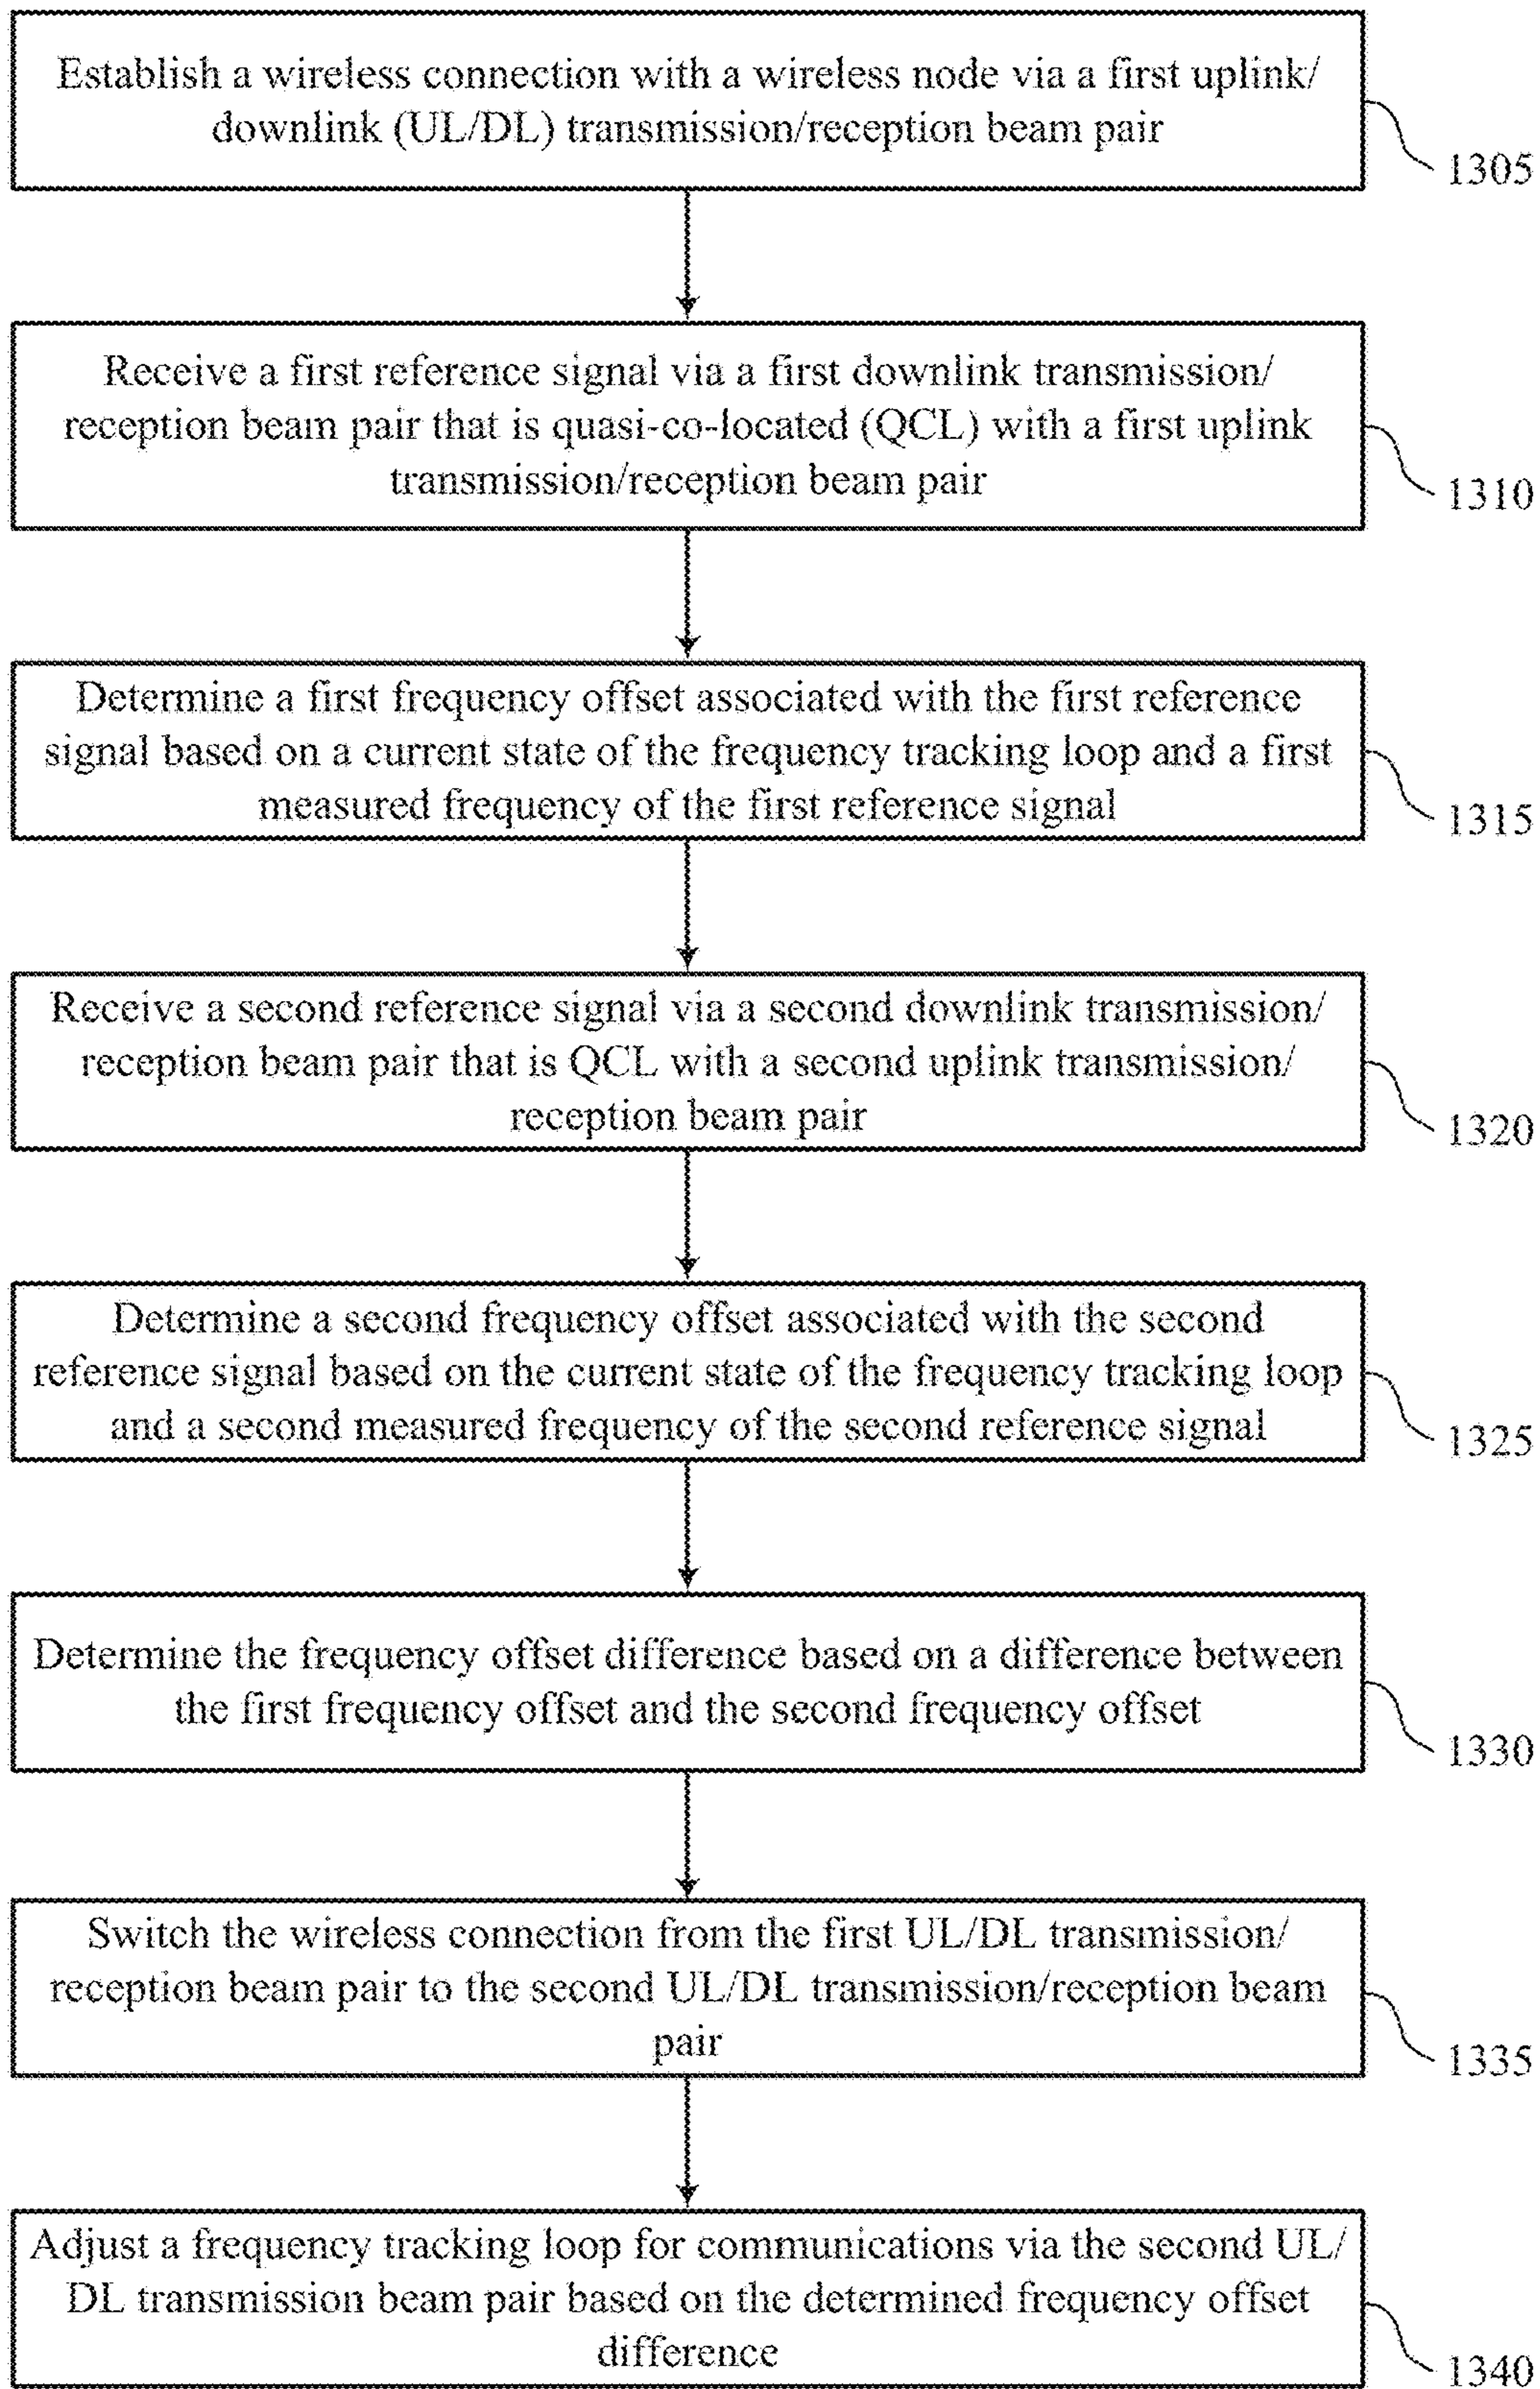 Establish a wireless connection with a wireless node via a first uplink/
downlink (UL/DL) transmission/reception beam pair
1305
Receive a first reference signal via a first downlink transmission/
reception beam pair that is quasi-co-located (QCL) with a first uplink
transmission/reception beam pair
1310
Determine a first frequency offset associated with the first reference
signal based on a current state of the frequency tracking loop and a first
measured frequency of the first reference signal
1315
Receive a second reference signal via a second downlink transmission/
reception beam pair that is QCL with a second uplink transmission/
reception beam pair
1320
Determine a second frequency offset associated with the second
reference signal based on the current state of the frequency tracking loop
and a second measured frequency of the second reference signal
1325
Determine the frequency offset difference based on a difference between
the first frequency offset and the second frequency offset
1330
Switch the wireless connection from the first UL/DL transmission/
reception beam pair to the second UL/DL transmission/reception beam
pair
1335
Adjust a frequency tracking loop for communications via the second UL/
DL transmission beam pair based on the determined frequency offset
difference
1340